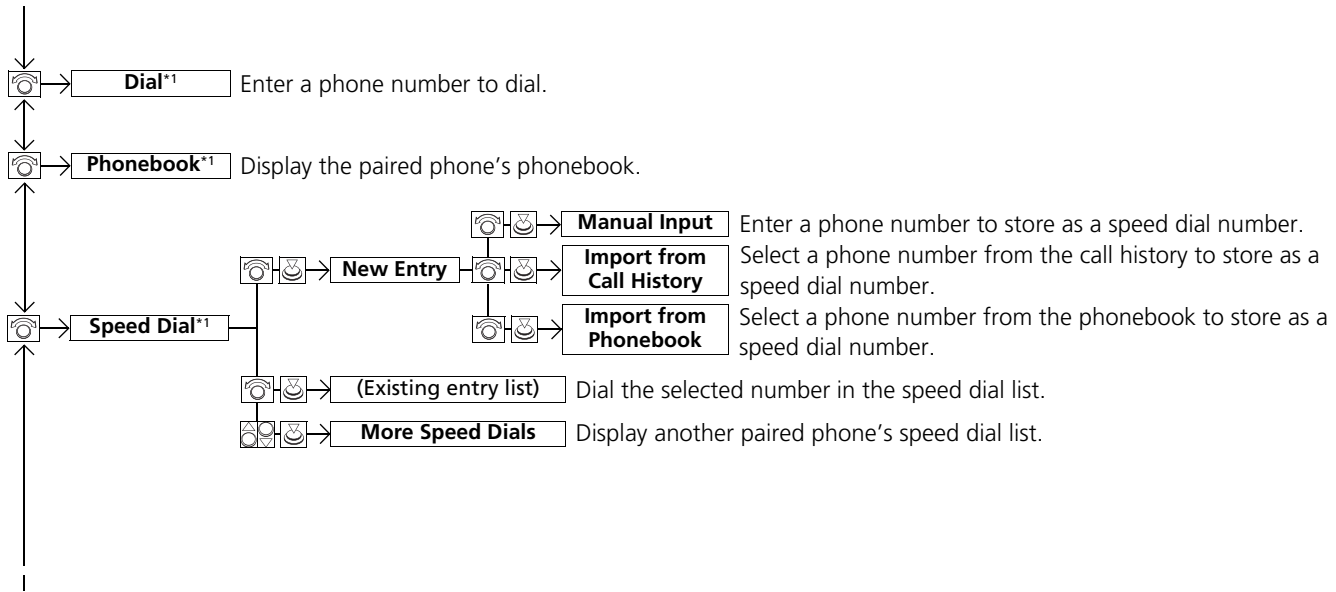 Dial*1 Enter a phone number to dial.
Phonebook*1 Display the paired phone’s phonebook.
Manual Input Enter a phone number to store as a speed dial number.
New Entry
Import from
Call History
Select a phone number from the call history to store as a
speed dial number.
Speed Dial*1
Import from
Phonebook
Select a phone number from the phonebook to store as a
speed dial number.
(Existing entry list) Dial the selected number in the speed dial list.
More Speed Dials Display another paired phone’s speed dial list.